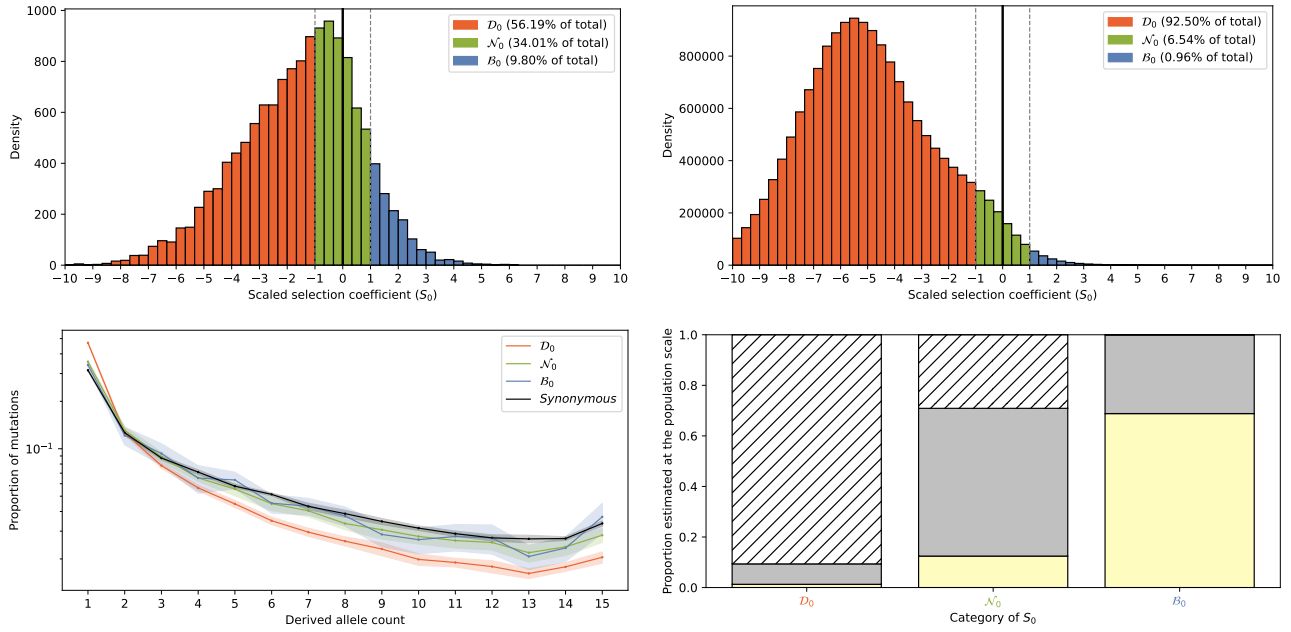 1000
800
600
400
200
0
Density
−10 −9 −8 −7 −6 −5 −4 −3 −2 −1 0 1 2 3 4 5 6 7 8 9 10
Scaled selection coefficient (S₀)
𝒟₀ (56.19% of total)
𝒩₀ (34.01% of total)
ℬ₀ (9.80% of total)
800000
600000
400000
200000
0
Density
−10 −9 −8 −7 −6 −5 −4 −3 −2 −1 0 1 2 3 4 5 6 7 8 9 10
Scaled selection coefficient (S₀)
𝒟₀ (92.50% of total)
𝒩₀ (6.54% of total)
ℬ₀ (0.96% of total)
10⁻¹
Proportion of mutations
1 2 3 4 5 6 7 8 9 10 11 12 13 14 15
Derived allele count
𝒟₀
𝒩₀
ℬ₀
Synonymous
1.0
0.8
0.6
0.4
0.2
0.0
Proportion estimated at the population scale
𝒟₀ 𝒩₀ ℬ₀
Category of S₀